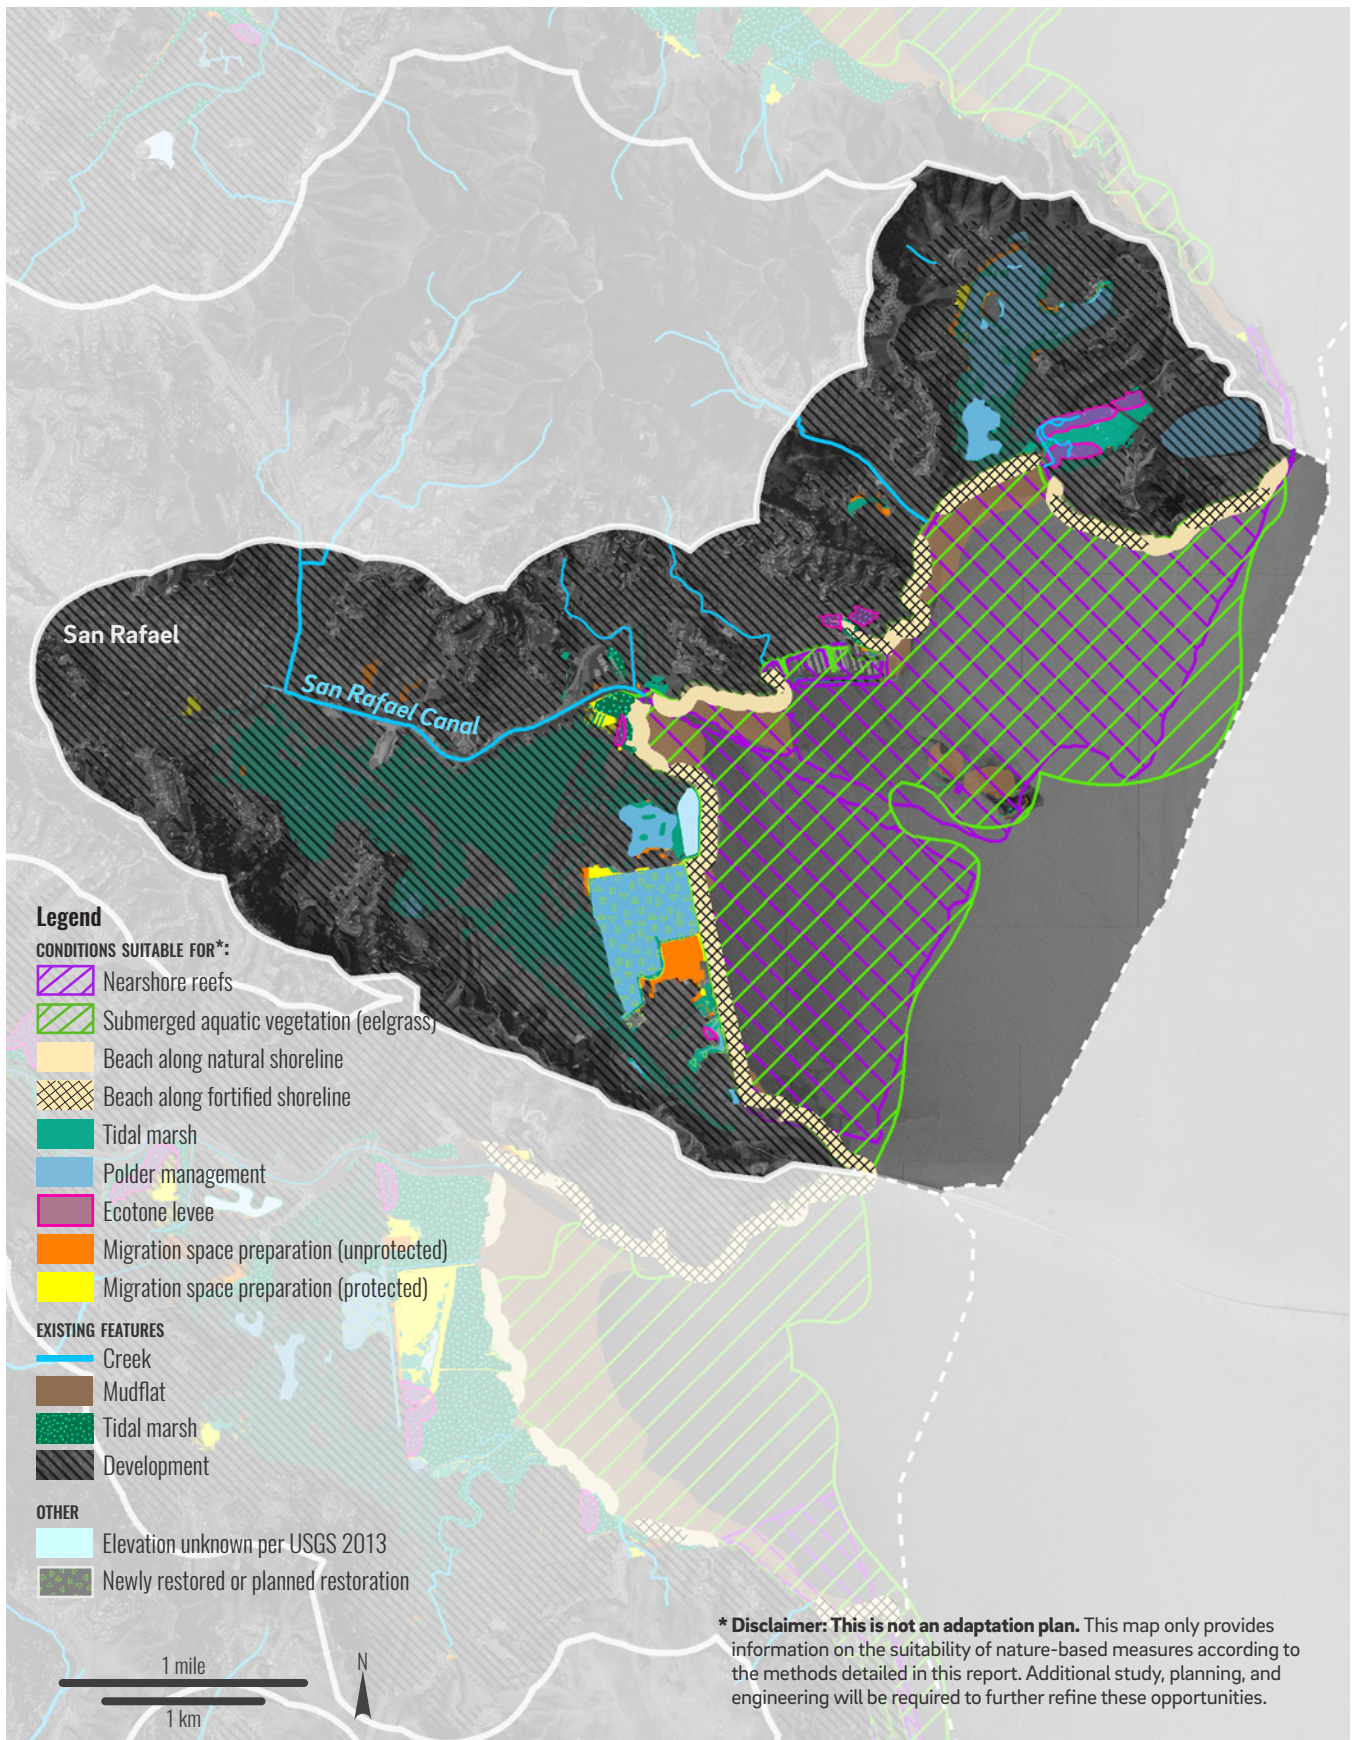 San Rafael
San Rafael Canal
Legend
CONDITIONS SUITABLE FOR*:
Nearshore reefs
Submerged aquatic vegetation (eelgrass)
Beach along natural shoreline
Beach along fortified shoreline
Tidal marsh
Polder management
Ecotone levee
Migration space preparation (unprotected)
Migration space preparation (protected)
EXISTING FEATURES
Creek
Mudflat
Tidal marsh
Development
OTHER
Elevation unknown per USGS 2013
Newly restored or planned restoration
1 mile
1 km
N
* Disclaimer: This is not an adaptation plan. This map only provides
information on the suitability of nature-based measures according to
the methods detailed in this report. Additional study, planning, and
engineering will be required to further refine these opportunities.